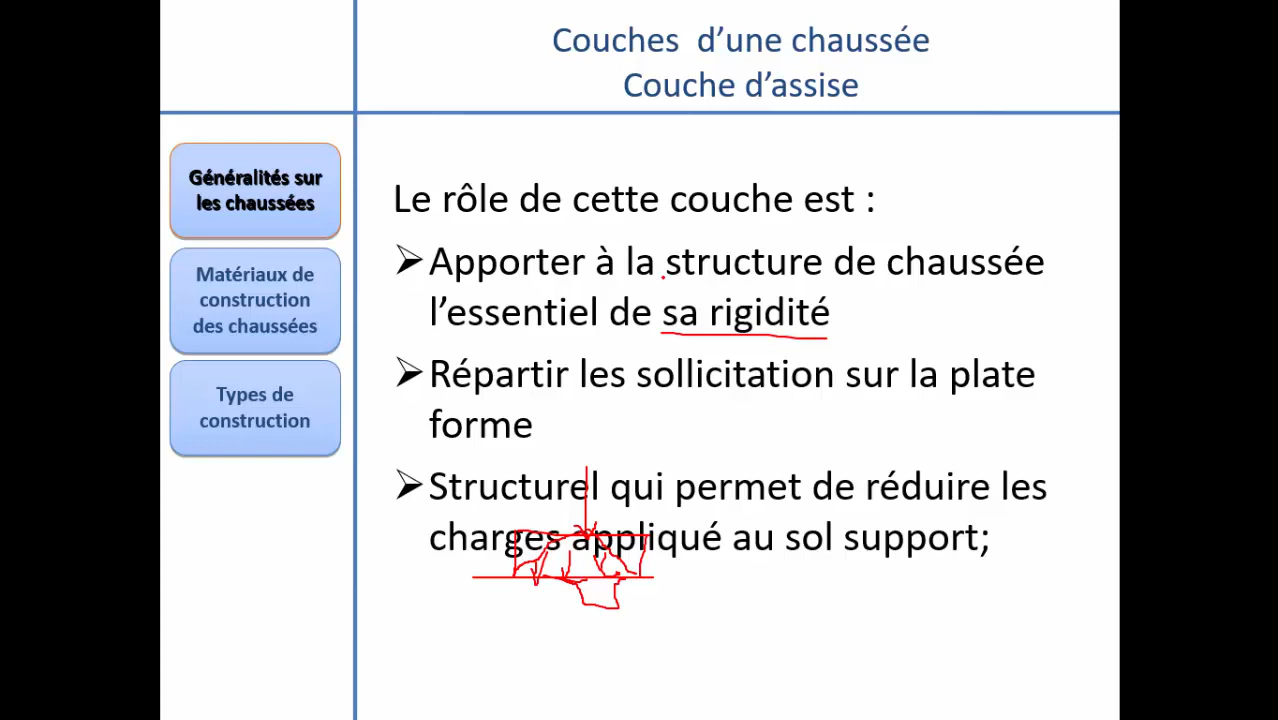 Couches d'une chaussée
Couche d'assise
Généralités sur
les chaussées
Matériaux de
construction
des chaussées
Types de
construction
Le rôle de cette couche est :
Apporter à la structure de chaussée
l'essentiel de sa rigidité
Répartir les sollicitation sur la plate
forme
Structurel qui permet de réduire les
charges appliqué au sol support;